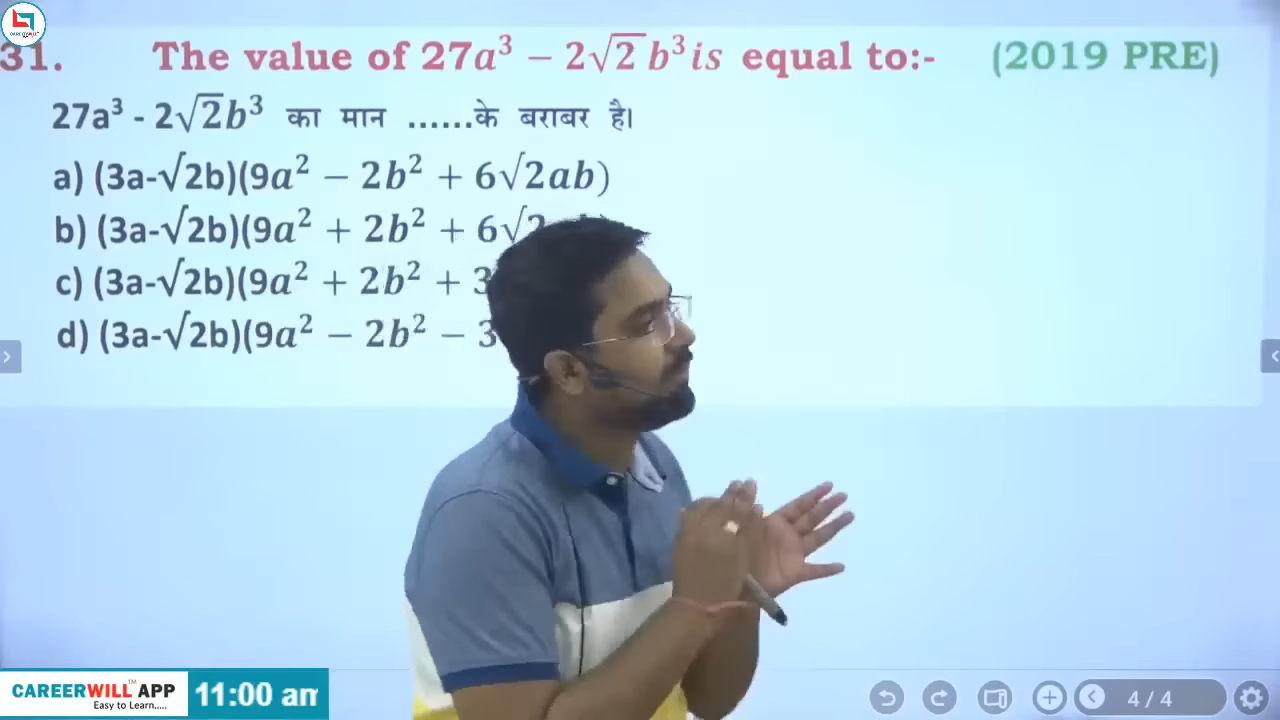 CAREERWILL
31. The value of 27a³ − 2√2 b³ is equal to:- (2019 PRE)
27a³ - 2√2b³ का मान ......के बराबर है।
a) (3a-√2b)(9a² − 2b² + 6√2ab)
b) (3a-√2b)(9a² + 2b² + 6√2
c) (3a-√2b)(9a² + 2b² + 3
d) (3a-√2b)(9a² − 2b² − 3
CAREERWILL™ APP
Easy to Learn.....
11:00 am
4 / 4